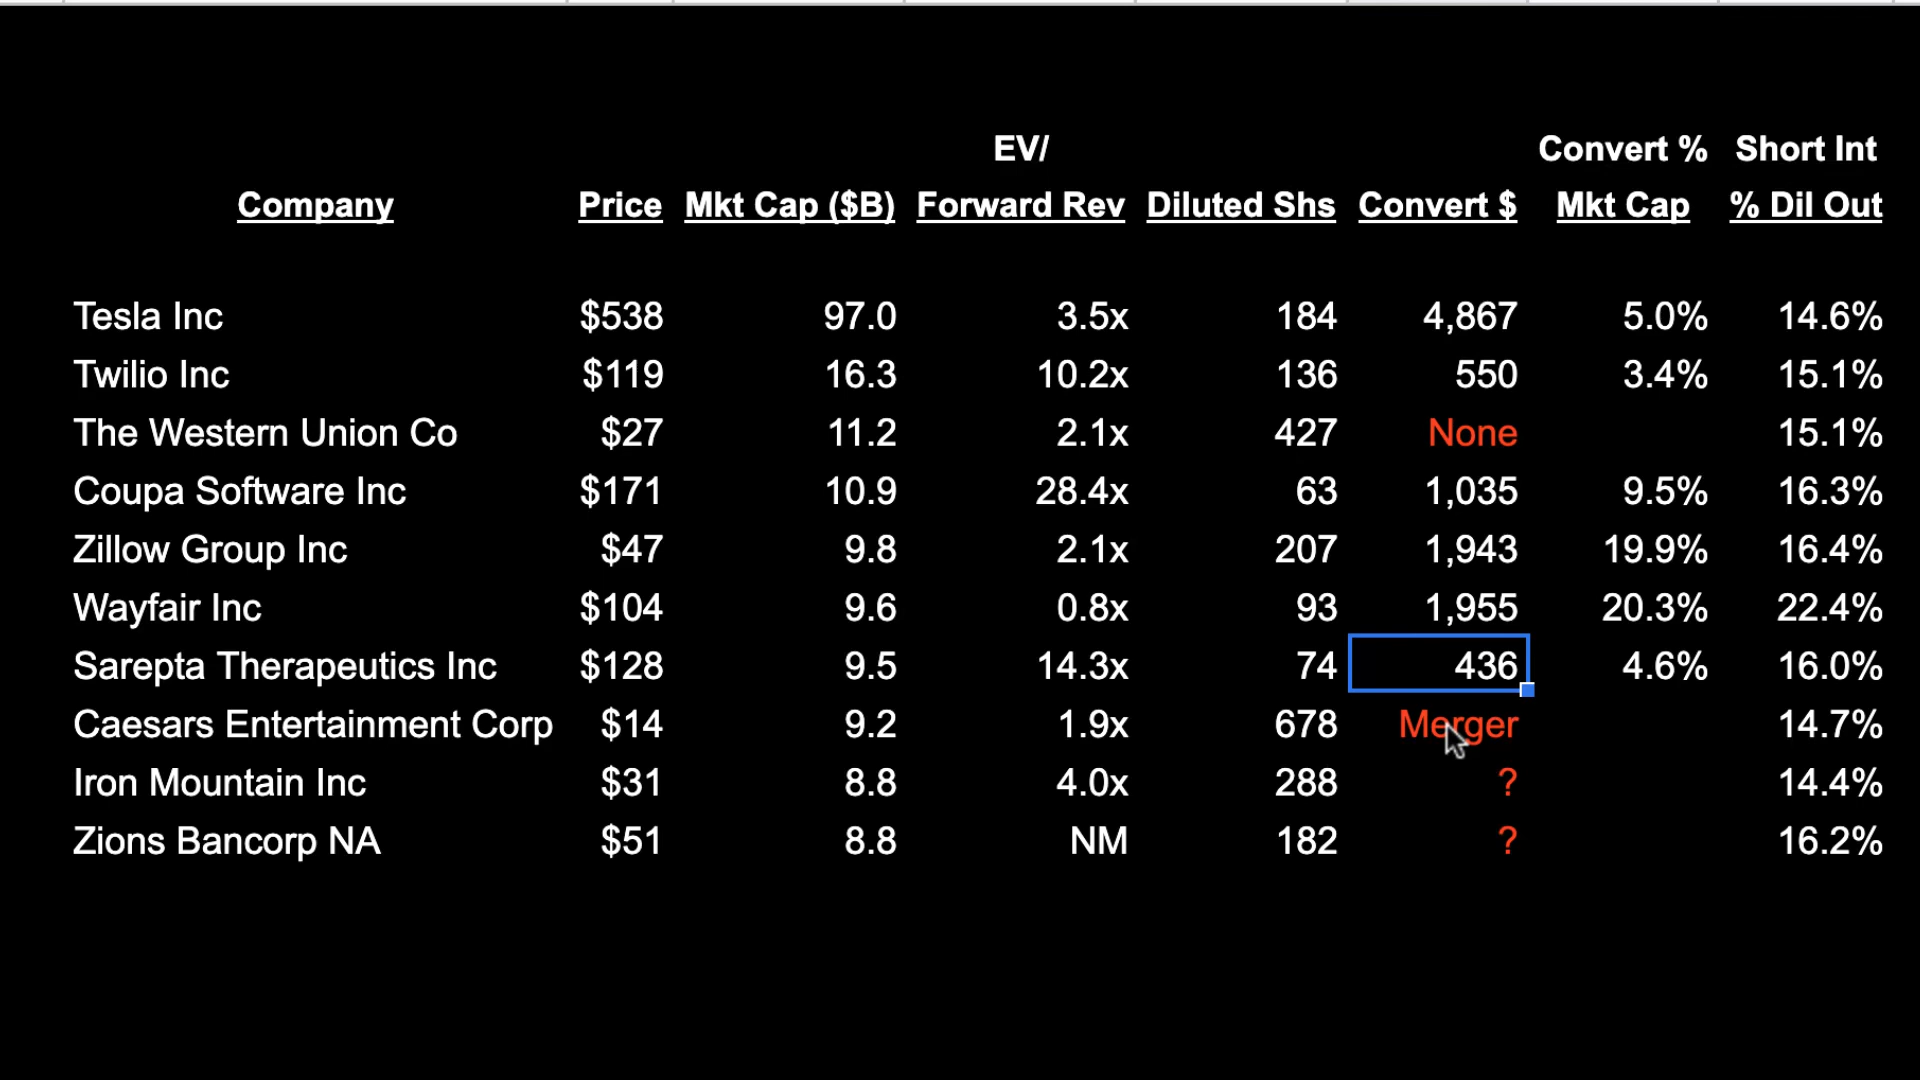 EV/ Convert % Short Int
Company Price Mkt Cap ($B) Forward Rev Diluted Shs Convert $ Mkt Cap % Dil Out
Tesla Inc $538 97.0 3.5x 184 4,867 5.0% 14.6%
Twilio Inc $119 16.3 10.2x 136 550 3.4% 15.1%
The Western Union Co $27 11.2 2.1x 427 None 15.1%
Coupa Software Inc $171 10.9 28.4x 63 1,035 9.5% 16.3%
Zillow Group Inc $47 9.8 2.1x 207 1,943 19.9% 16.4%
Wayfair Inc $104 9.6 0.8x 93 1,955 20.3% 22.4%
Sarepta Therapeutics Inc $128 9.5 14.3x 74 436 4.6% 16.0%
Caesars Entertainment Corp $14 9.2 1.9x 678 Merger 14.7%
Iron Mountain Inc $31 8.8 4.0x 288 ? 14.4%
Zions Bancorp NA $51 8.8 NM 182 ? 16.2%